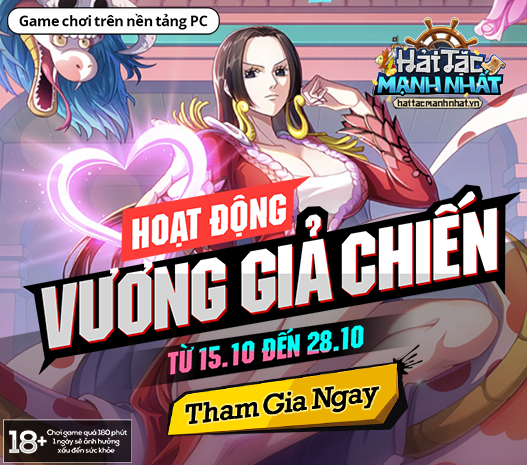 Game chơi trên nền tảng PC
HẢI TẶC
MẠNH NHẤT
haitacmanhnhat.vn
HOẠT ĐỘNG
VƯƠNG GIẢ CHIẾN
TỪ 15.10 ĐẾN 28.10
Tham Gia Ngay
18+
Chơi game quá 180 phút
1 ngày sẽ ảnh hưởng
xấu đến sức khỏe